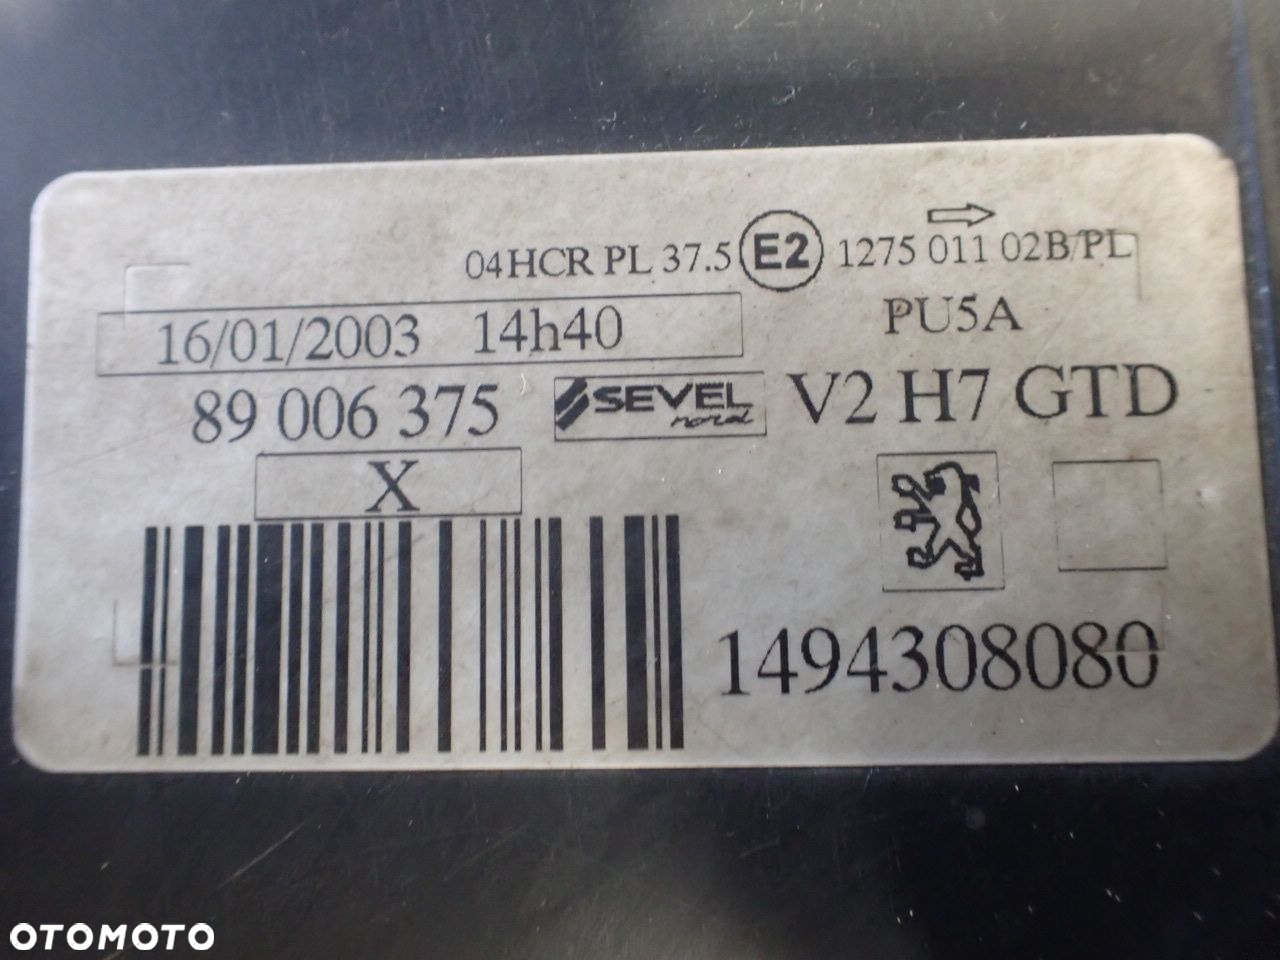 04HCR PL 37.5 E2 1275 011 02B/PL
16/01/2003 14h40 PU5A
89 006 375 SEVEL nord V2 H7 GTD
X
1494308080
OTOMOTO